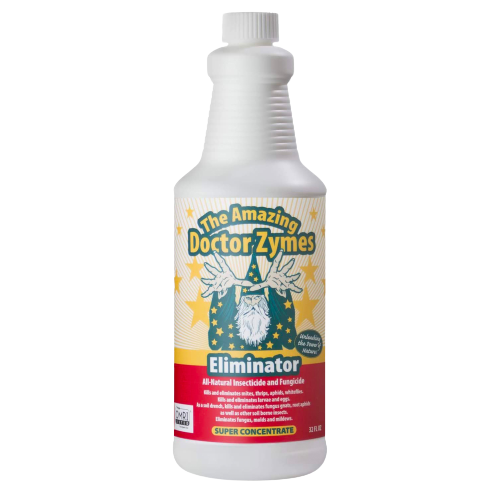 The Amazing
Doctor Zymes
Unleashing
the Power of
Nature!
Eliminator
All-Natural Insecticide and Fungicide
Kills and eliminates mites, thrips, aphids, whiteflies.
Kills and eliminates larvae and eggs.
As a soil drench, kills and eliminates fungus gnats, root aphids
as well as other soil borne insects.
Eliminates fungus, molds and mildews.
OMRI
SUPER CONCENTRATE
32 FL OZ